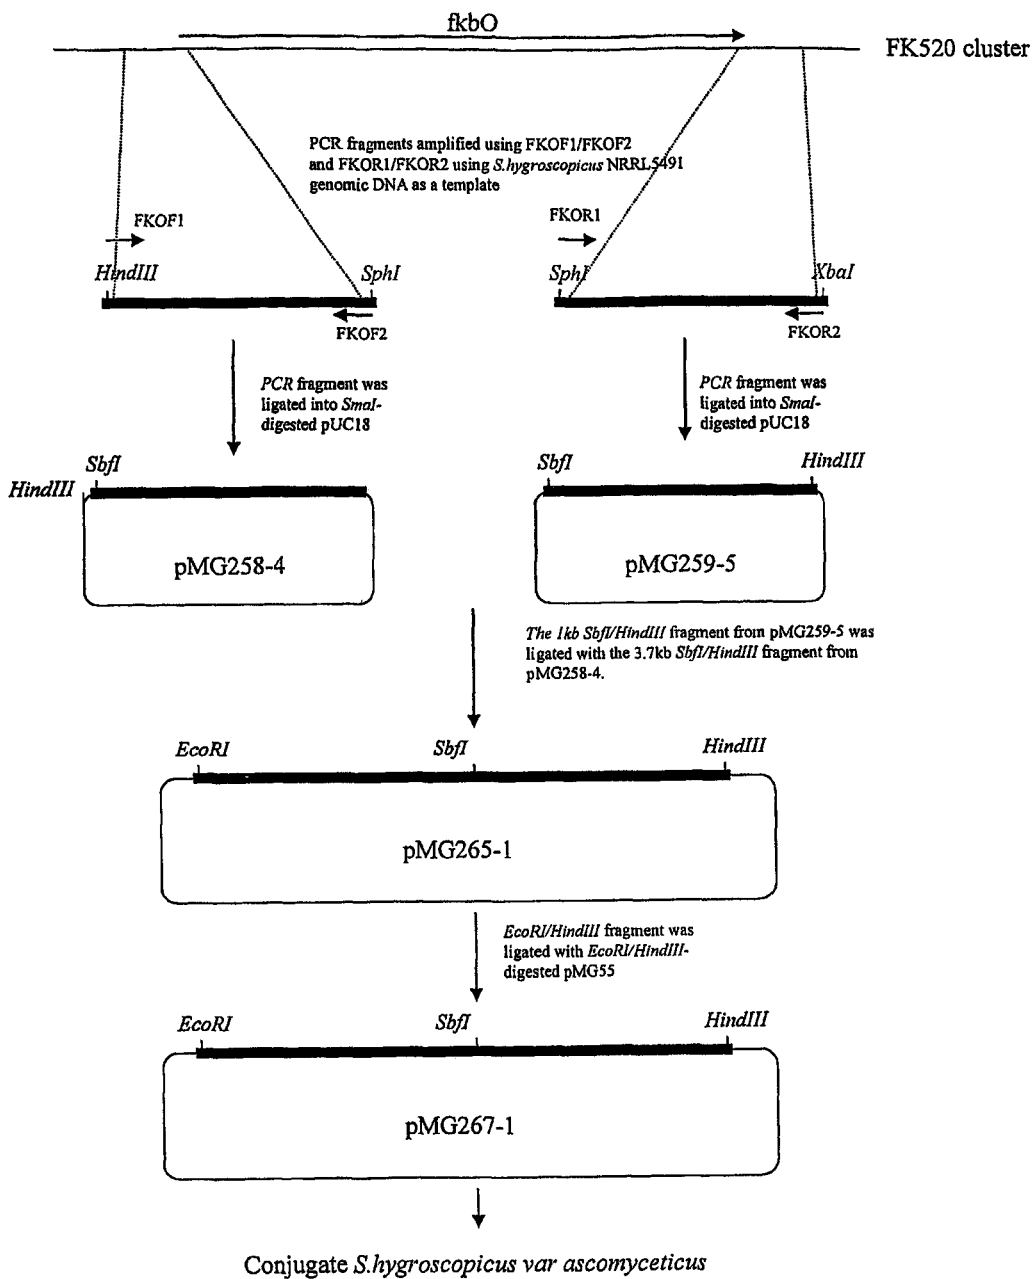 fkbO
FK520 cluster
PCR fragments amplified using FKOF1/FKOF2
and FKOR1/FKOR2 using S.hygroscopicus NRRL5491
genomic DNA as a template
FKOF1
FKOR1
HindIII
SphI
SphI
XbaI
FKOF2
FKOR2
PCR fragment was
ligated into SmaI-
digested pUC18
PCR fragment was
ligated into SmaI-
digested pUC18
SbfI
HindIII
SbfI
HindIII
pMG258-4
pMG259-5
The 1kb SbfI/HindIII fragment from pMG259-5 was
ligated with the 3.7kb SbfI/HindIII fragment from
pMG258-4.
EcoRI
SbfI
HindIII
pMG265-1
EcoRI/HindIII fragment was
ligated with EcoRI/HindIII-
digested pMG55
EcoRI
SbfI
HindIII
pMG267-1
Conjugate S.hygroscopicus var ascomyceticus